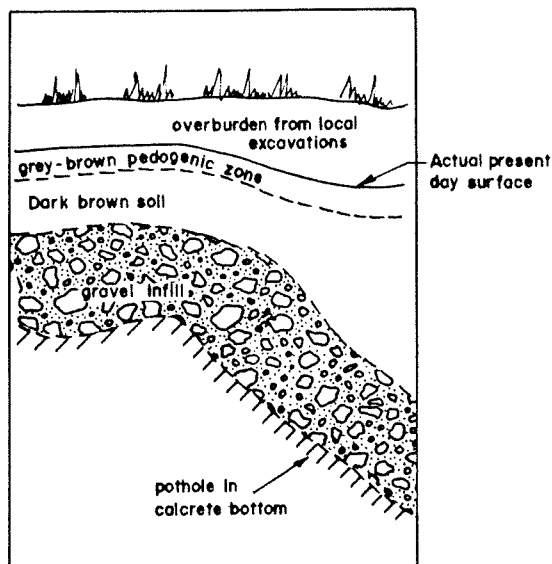 overburden from local
excavations
grey-brown pedogenic zone
Actual present
day surface
Dark brown soil
gravel infill
pothole in
calcrete bottom